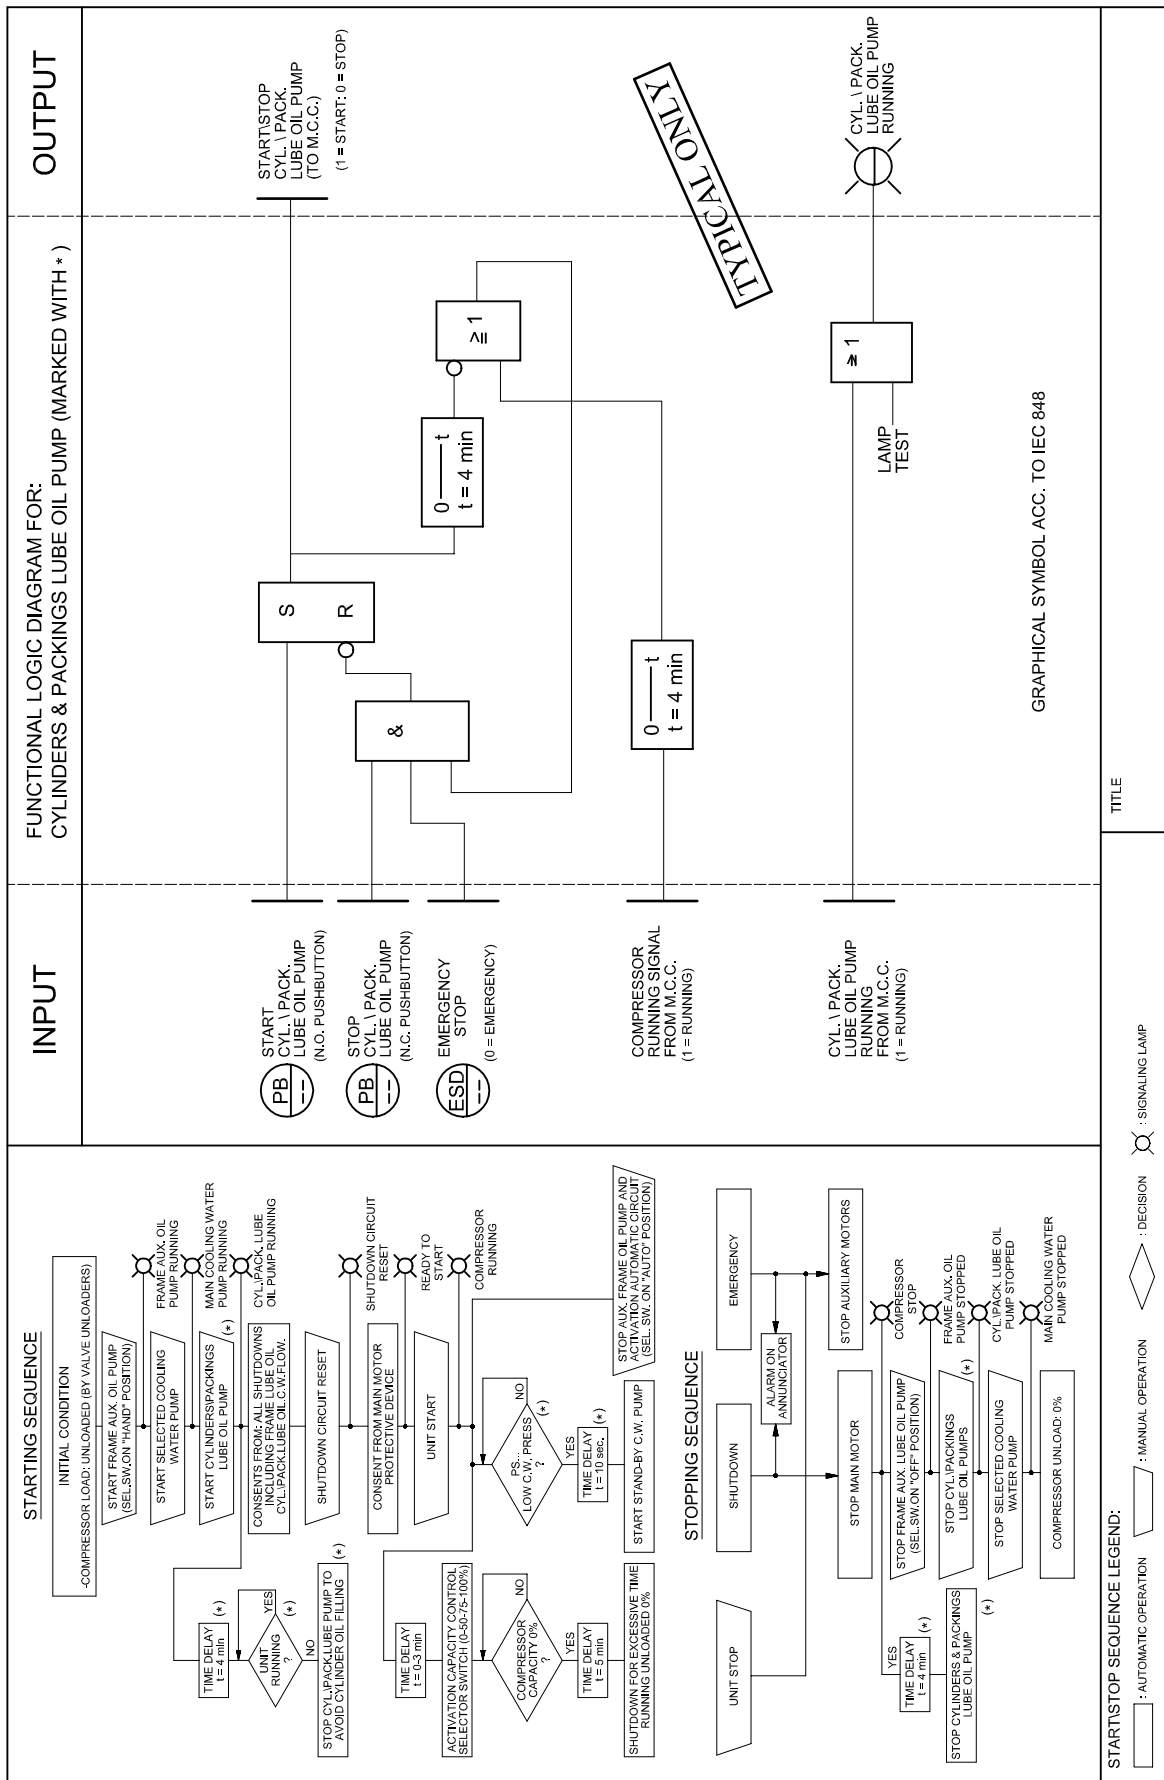 STARTING SEQUENCE
INITIAL CONDITION
-COMPRESSOR LOAD: UNLOADED (BY VALVE UNLOADERS)
START FRAME AUX. OIL PUMP
(SEL.SW,ON "HAND" POSITION)
FRAME AUX. OIL
PUMP RUNNING
START SELECTED COOLING
WATER PUMP
MAIN COOLING WATER
PUMP RUNNING
START CYLINDERS\PACKINGS
LUBE OIL PUMP
(*)
CYL.\PACK. LUBE
OIL PUMP RUNNING
CONSENTS FROM: ALL SHUTDOWNS
INCLUDING FRAME LUBE OIL
CYL\PACK.LUBE OIL.C.W.FLOW.
SHUTDOWN CIRCUIT RESET
SHUTDOWN CIRCUIT
RESET
CONSENT FROM MAIN MOTOR
PROTECTIVE DEVICE
READY TO
START
UNIT START
COMPRESSOR
RUNNING
TIME DELAY
t = 4 min
(*)
UNIT
RUNNING
?
YES
(*)
NO
STOP CYL.\PACK.LUBE PUMP TO
AVOID CYLINDER OIL FILLING
(*)
TIME DELAY
t = 0-3 min
ACTIVATION CAPACITY CONTROL
SELECTOR SWITCH (0-50-75-100%)
COMPRESSOR
CAPACITY 0%
?
NO
YES
TIME DELAY
t = 5 min
SHUTDOWN FOR EXCESSIVE TIME
RUNNING UNLOADED 0%
PS...
LOW C.W. PRESS
?
NO
(*)
YES
TIME DELAY
t = 10 sec.
(*)
START STAND-BY C.W. PUMP
STOP AUX. FRAME OIL PUMP AND
ACTIVATION AUTOMATIC CIRCUIT
(SEL. SW. ON "AUTO" POSITION)
STOPPING SEQUENCE
UNIT STOP
SHUTDOWN
EMERGENCY
ALARM ON
ANNUNCIATOR
STOP MAIN MOTOR
STOP AUXILIARY MOTORS
COMPRESSOR
STOP
STOP FRAME AUX. LUBE OIL PUMP
(SEL.SW.ON "OFF" POSITION)
FRAME AUX. OIL
PUMP STOPPED
STOP CYL.\PACKINGS
LUBE OIL PUMPS
(*)
CYL.\PACK. LUBE OIL
PUMP STOPPED
STOP SELECTED COOLING
WATER PUMP
MAIN COOLING WATER
PUMP STOPPED
COMPRESSOR UNLOAD: 0%
YES
TIME DELAY
t = 4 min
(*)
STOP CYLINDERS & PACKINGS
LUBE OIL PUMP
(*)
INPUT
FUNCTIONAL LOGIC DIAGRAM FOR:
CYLINDERS & PACKINGS LUBE OIL PUMP (MARKED WITH * )
OUTPUT
PB
--
START
CYL. \ PACK.
LUBE OIL PUMP
(N.O. PUSHBUTTON)
PB
--
STOP
CYL. \ PACK.
LUBE OIL PUMP
(N.C. PUSHBUTTON)
ESD
--
EMERGENCY
STOP
(0 = EMERGENCY)
COMPRESSOR
RUNNING SIGNAL
FROM M.C.C.
(1 = RUNNING)
CYL. \ PACK.
LUBE OIL PUMP
RUNNING
FROM M.C.C.
(1 = RUNNING)
&
S
R
0 t
t = 4 min
≧ 1
0 t
t = 4 min
≧ 1
LAMP
TEST
START\STOP
CYL. \ PACK.
LUBE OIL PUMP
(TO M.C.C.)
(1 = START: 0 = STOP)
TYPICAL ONLY
CYL. \ PACK.
LUBE OIL PUMP
RUNNING
GRAPHICAL SYMBOL ACC. TO IEC 848
START\STOP SEQUENCE LEGEND:
: AUTOMATIC OPERATION
: MANUAL OPERATION
: DECISION
: SIGNALING LAMP
TITLE